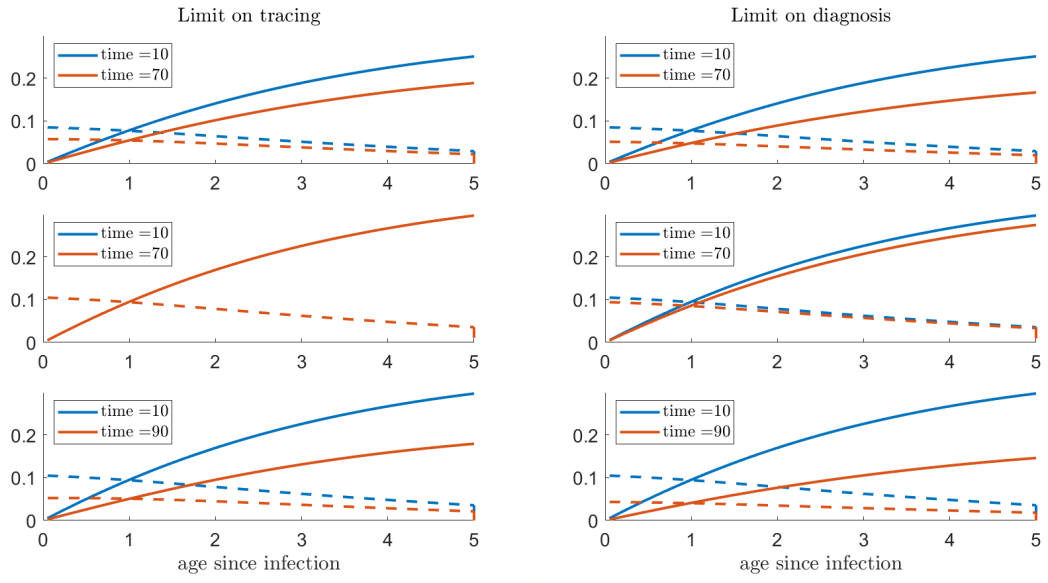 Limit on tracing
time =10
time =70
0.2
0.1
0
0 1 2 3 4 5
Limit on diagnosis
time =10
time =70
0.2
0.1
0
0 1 2 3 4 5
time =10
time =70
0.2
0.1
0
0 1 2 3 4 5
time =10
time =70
0.2
0.1
0
0 1 2 3 4 5
time =10
time =90
0.2
0.1
0
0 1 2 3 4 5
age since infection
time =10
time =90
0.2
0.1
0
0 1 2 3 4 5
age since infection